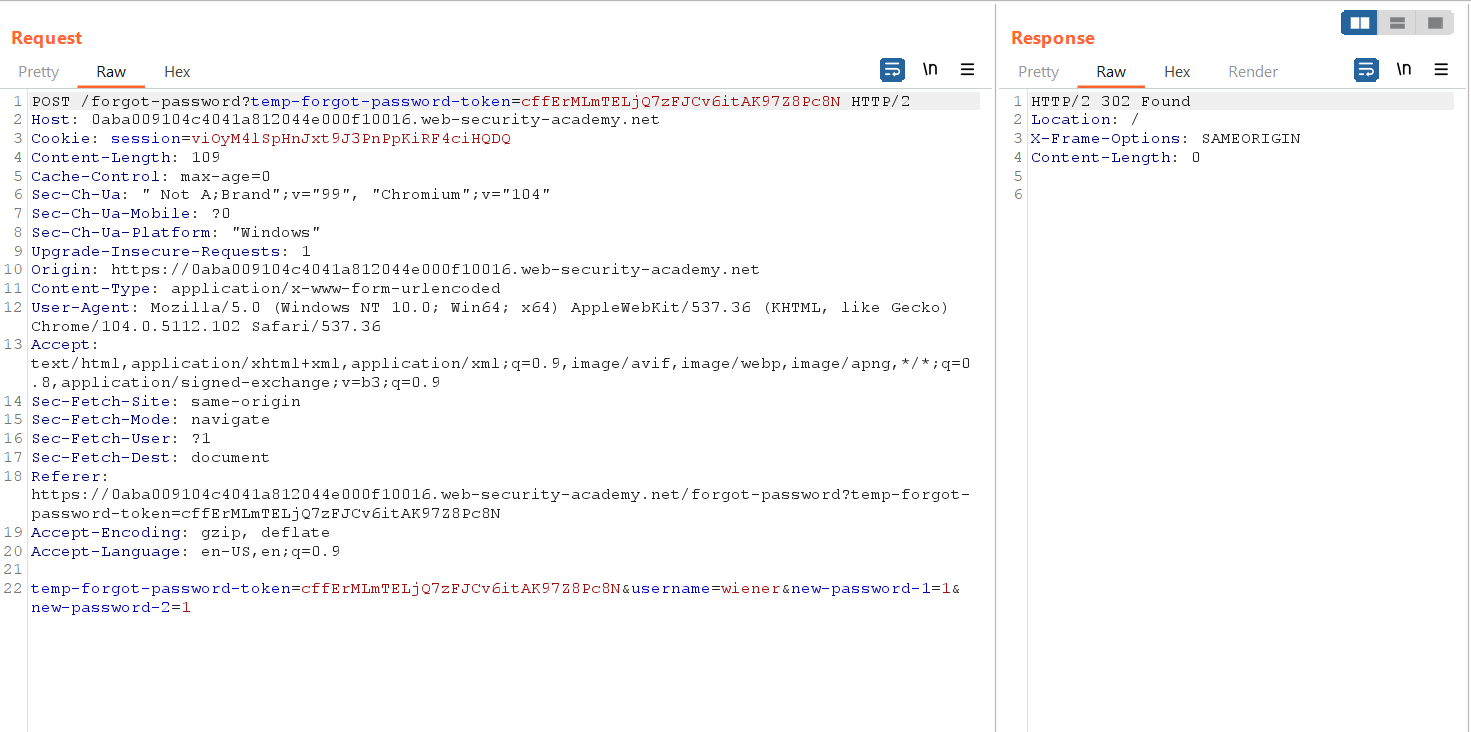 Request
Pretty Raw Hex
\n
1 POST /forgot-password?temp-forgot-password-token=cffErMLmTELjQ7zFJCv6itAK97Z8Pc8N HTTP/2
2 Host: 0aba009104c4041a812044e000f10016.web-security-academy.net
3 Cookie: session=viOyM4lSpHnJxt9J3PnPpKiRF4ciHQDQ
4 Content-Length: 109
5 Cache-Control: max-age=0
6 Sec-Ch-Ua: " Not A;Brand";v="99", "Chromium";v="104"
7 Sec-Ch-Ua-Mobile: ?0
8 Sec-Ch-Ua-Platform: "Windows"
9 Upgrade-Insecure-Requests: 1
10 Origin: https://0aba009104c4041a812044e000f10016.web-security-academy.net
11 Content-Type: application/x-www-form-urlencoded
12 User-Agent: Mozilla/5.0 (Windows NT 10.0; Win64; x64) AppleWebKit/537.36 (KHTML, like Gecko)
Chrome/104.0.5112.102 Safari/537.36
13 Accept:
text/html,application/xhtml+xml,application/xml;q=0.9,image/avif,image/webp,image/apng,*/*;q=0
.8,application/signed-exchange;v=b3;q=0.9
14 Sec-Fetch-Site: same-origin
15 Sec-Fetch-Mode: navigate
16 Sec-Fetch-User: ?1
17 Sec-Fetch-Dest: document
18 Referer:
https://0aba009104c4041a812044e000f10016.web-security-academy.net/forgot-password?temp-forgot-
password-token=cffErMLmTELjQ7zFJCv6itAK97Z8Pc8N
19 Accept-Encoding: gzip, deflate
20 Accept-Language: en-US,en;q=0.9
21
22 temp-forgot-password-token=cffErMLmTELjQ7zFJCv6itAK97Z8Pc8N&username=wiener&new-password-1=1&
new-password-2=1
Response
Pretty Raw Hex Render
\n
1 HTTP/2 302 Found
2 Location: /
3 X-Frame-Options: SAMEORIGIN
4 Content-Length: 0
5
6